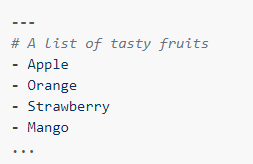 ---
# A list of tasty fruits
- Apple
- Orange
- Strawberry
- Mango
...